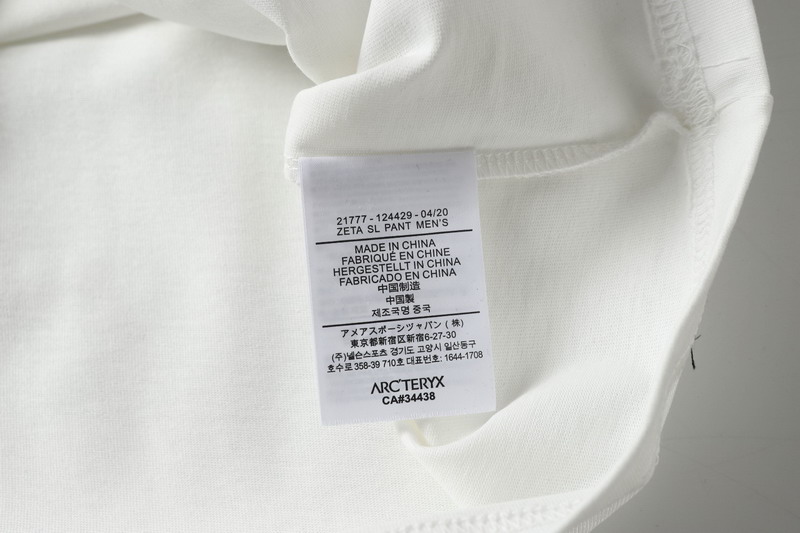 21777 - 124429 - 04/20
ZETA SL PANT MEN'S
MADE IN CHINA
FABRIQUÉ EN CHINE
HERGESTELLT IN CHINA
FABRICADO EN CHINA
中国制造
中国製
제조국명 중국
アメアスポーシツジャパン ( 株 )
東京都新宿区新宿6-27-30
(주)넬슨스포츠 경기도 고양시 일산동구
호수로 358-39 710호 대표번호: 1644-1708
ARC'TERYX
CA#34438